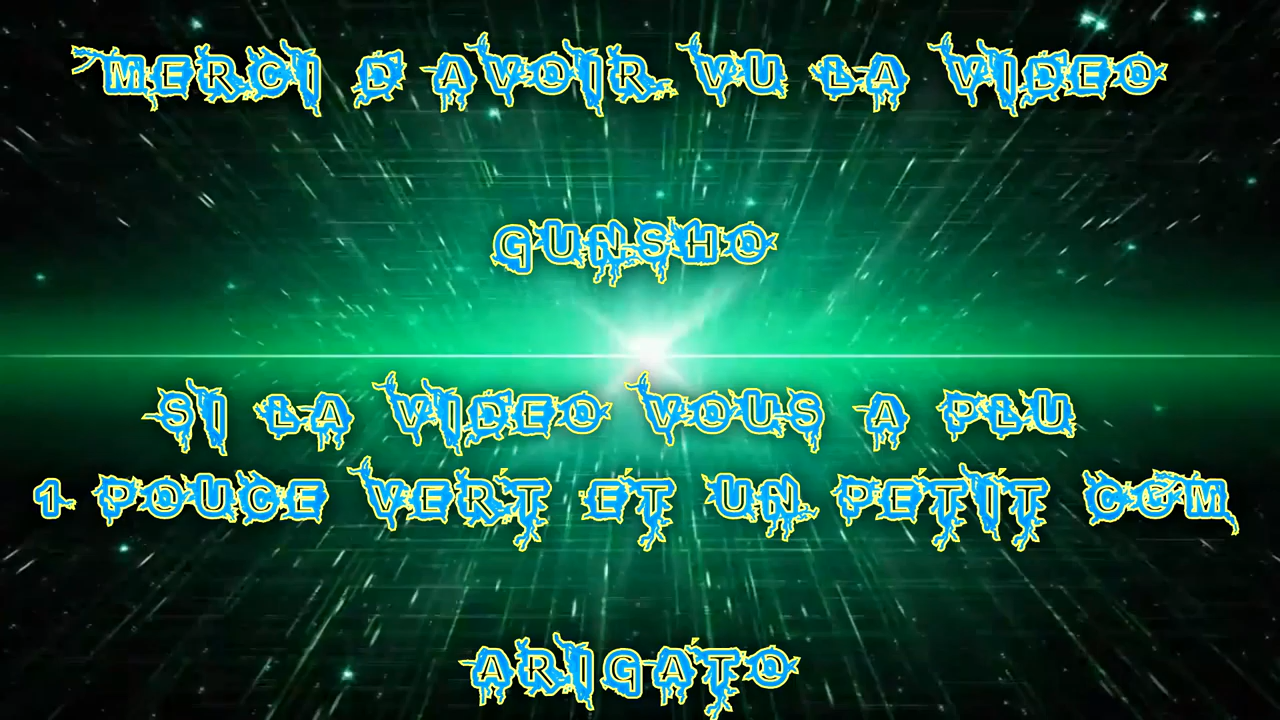 MERCI D AVOIR VU LA VIDEO
GUNSHO
SI LA VIDEO VOUS A PLU
1 POUCE VERT ET UN PETIT COM
ARIGATO